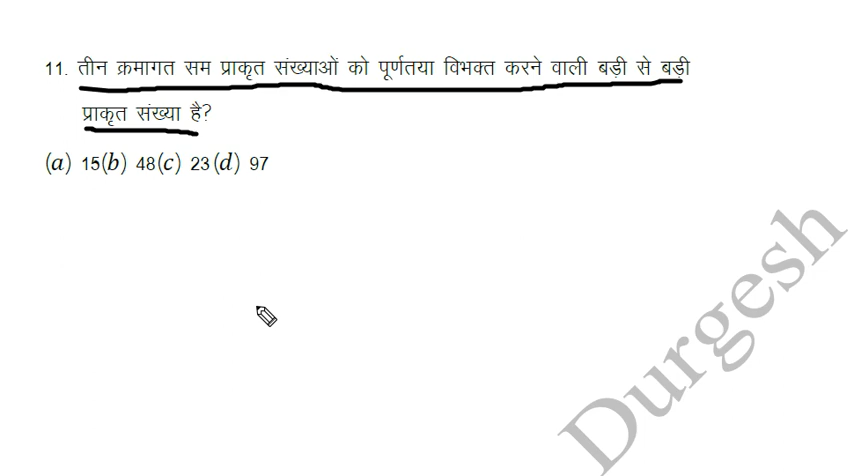 11. तीन क्रमागत सम प्राकृत संख्याओं को पूर्णतया विभक्त करने वाली बड़ी से बड़ी
प्राकृत संख्या है?
(a) 15(b) 48(c) 23(d) 97
Durgesh